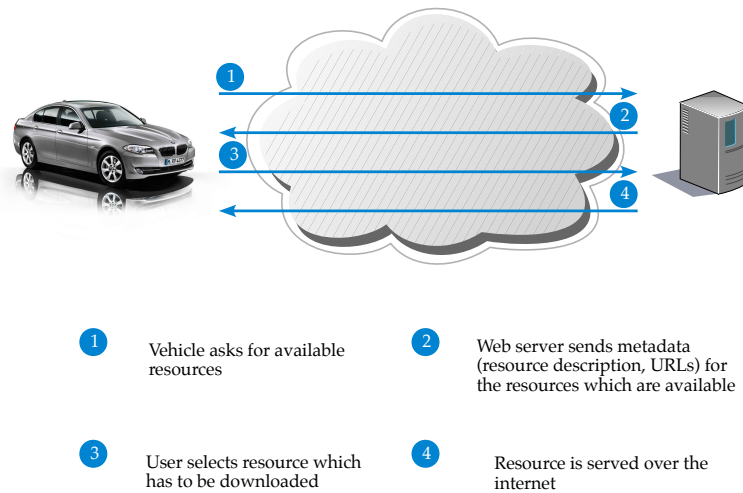 1
2
3
4
1
Vehicle asks for available
resources
2
Web server sends metadata
(resource description, URLs) for
the resources which are available
3
User selects resource which
has to be downloaded
4
Resource is served over the
internet